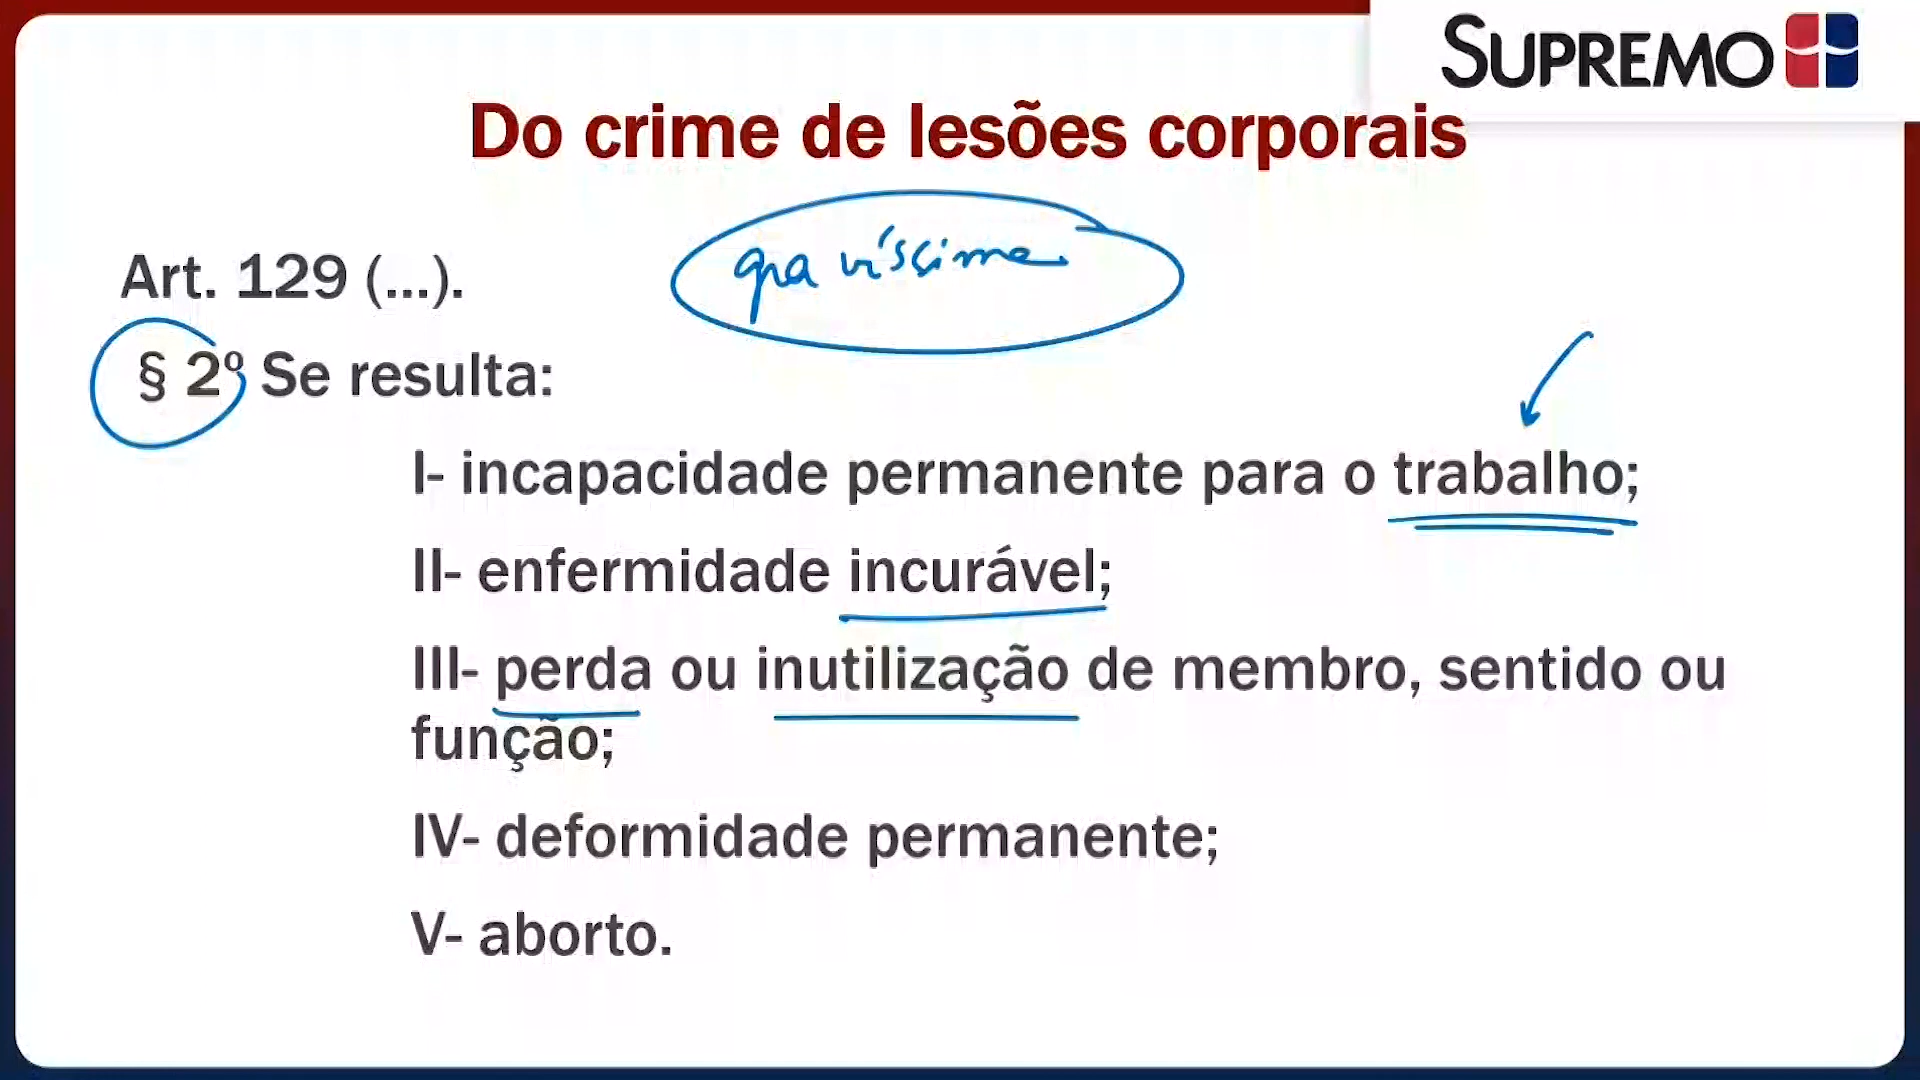 SUPREMO
Do crime de lesões corporais
gravíssima
Art. 129 (...).
§ 2º Se resulta:
I- incapacidade permanente para o trabalho;
II- enfermidade incurável;
III- perda ou inutilização de membro, sentido ou
função;
IV- deformidade permanente;
V- aborto.